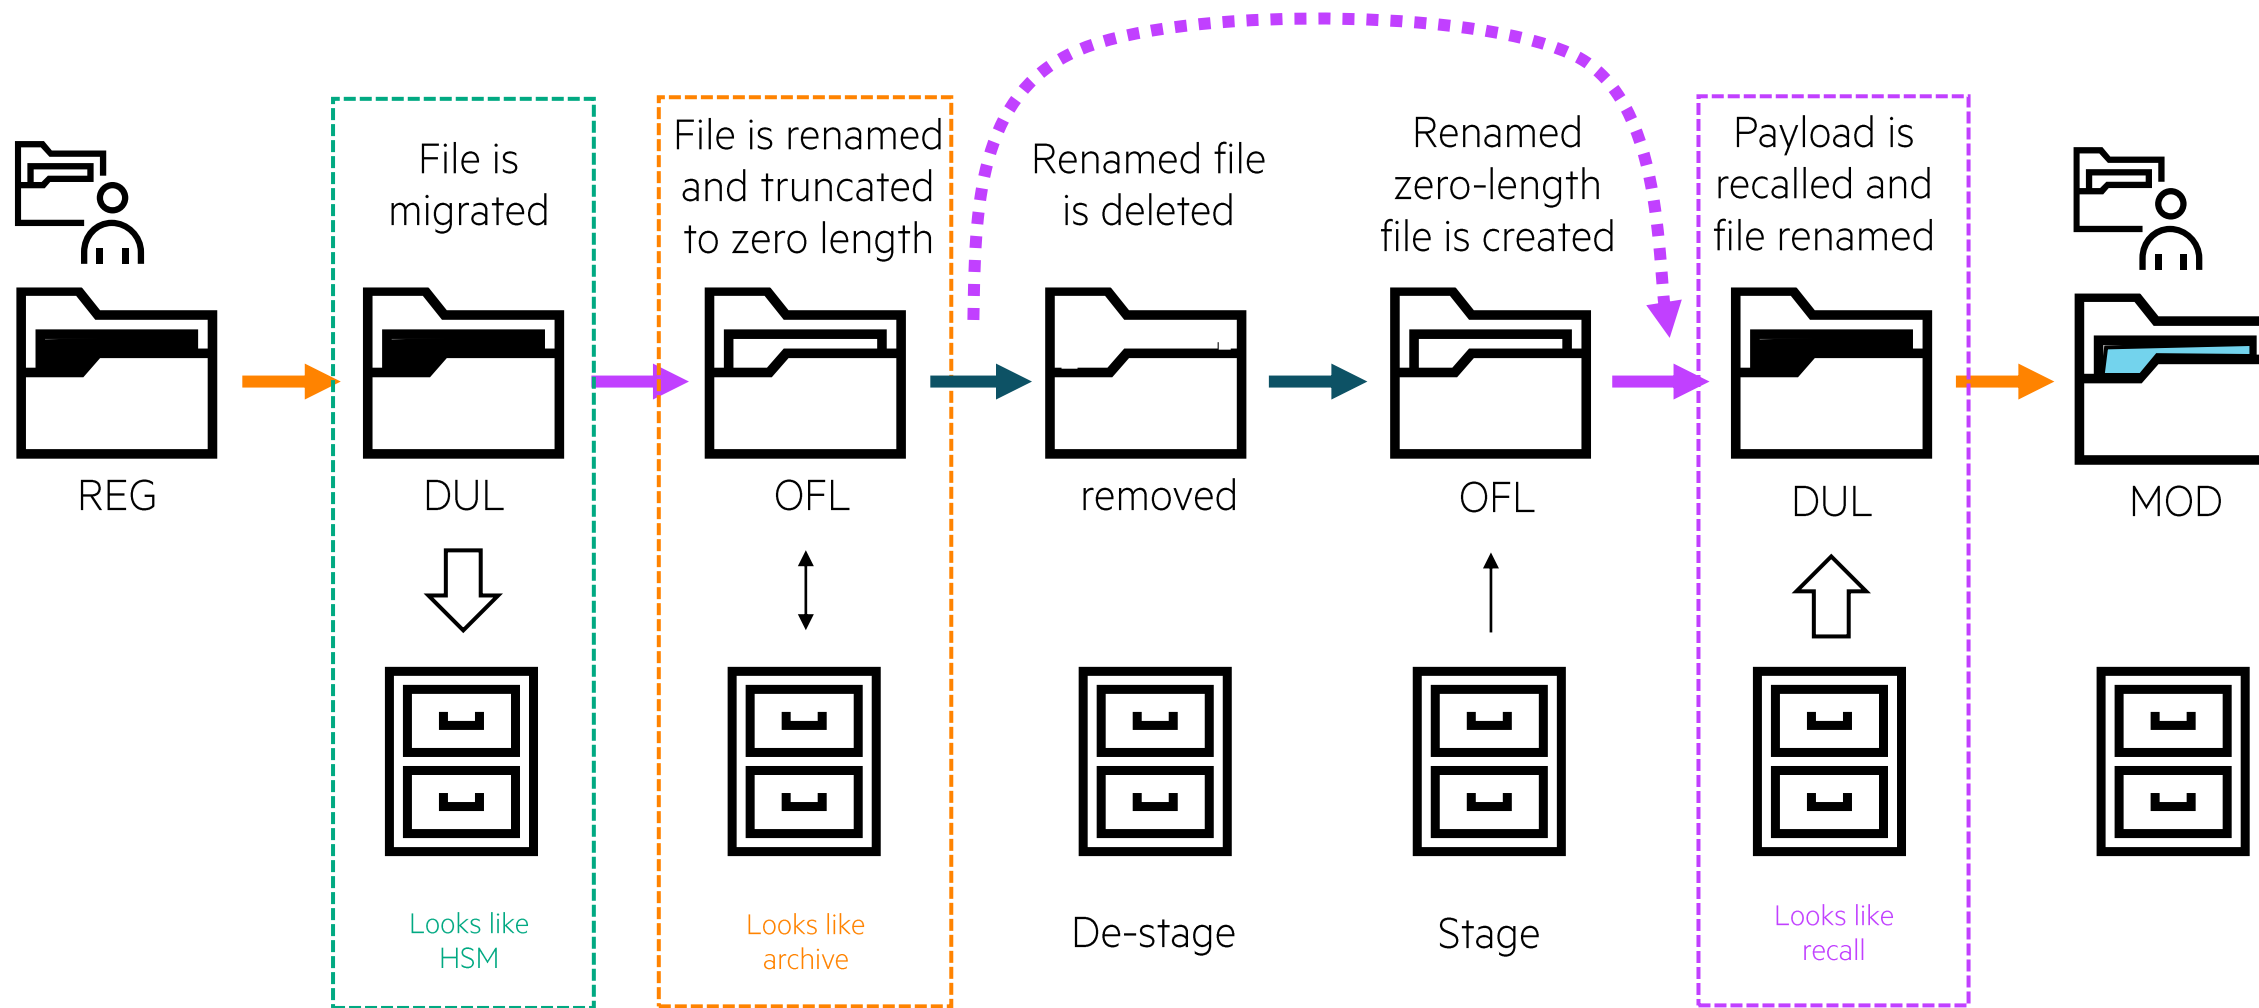 File is
migrated
File is renamed
and truncated
to zero length
Renamed file
is deleted
Renamed
zero-length
file is created
Payload is
recalled and
file renamed
REG
DUL
OFL
removed
OFL
DUL
MOD
Looks like
HSM
Looks like
archive
De-stage
Stage
Looks like
recall